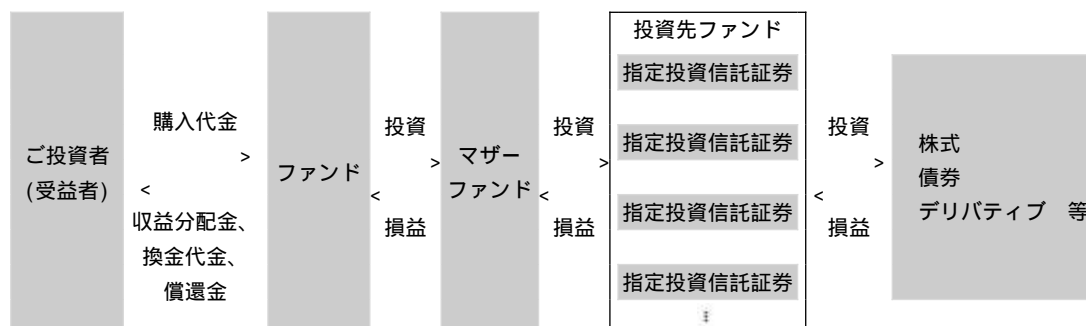 ご投資者
(受益者)
購入代金
>
<
収益分配金、
換金代金、
償還金
ファンド
投資
>
<
損益
マザー
ファンド
投資
>
<
損益
投資先ファンド
指定投資信託証券
指定投資信託証券
指定投資信託証券
指定投資信託証券
投資
>
<
損益
株式
債券
デリバティブ　等